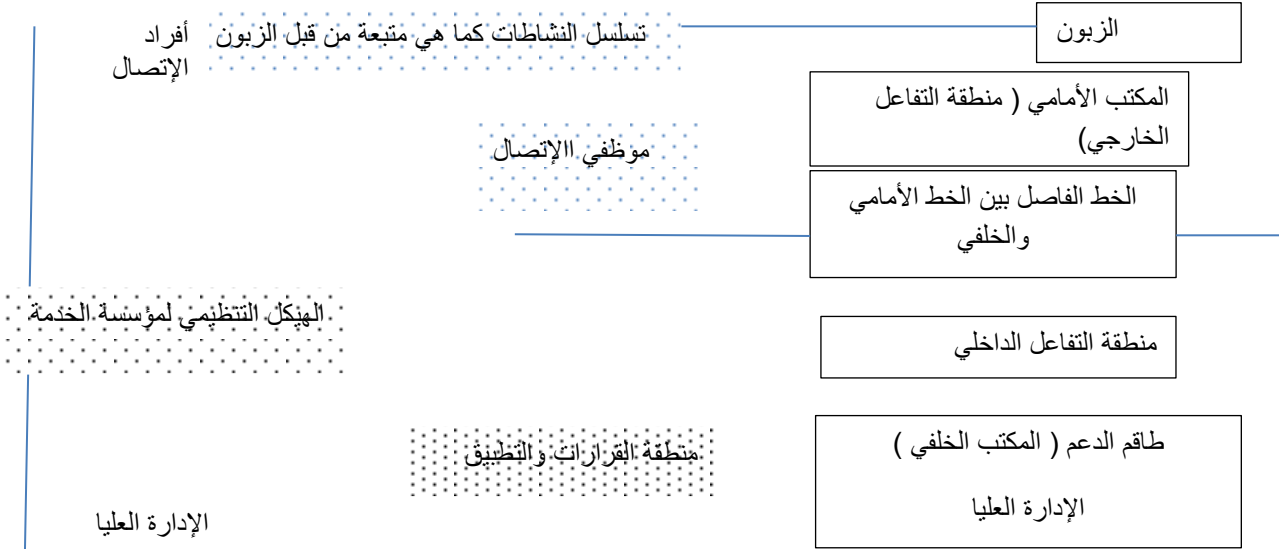 الزبون
تسلسل النشاطات كما هي متبعة من قبل الزبون
أفراد
الإتصال
المكتب الأمامي ( منطقة التفاعل
الخارجي)
موظفي االإتصال
الخط الفاصل بين الخط الأمامي
والخلفي
الهيكل التنظيمي لمؤسسة الخدمة
منطقة التفاعل الداخلي
طاقم الدعم ( المكتب الخلفي )
الإدارة العليا
منطقة القرارات والتطبيق
الإدارة العليا